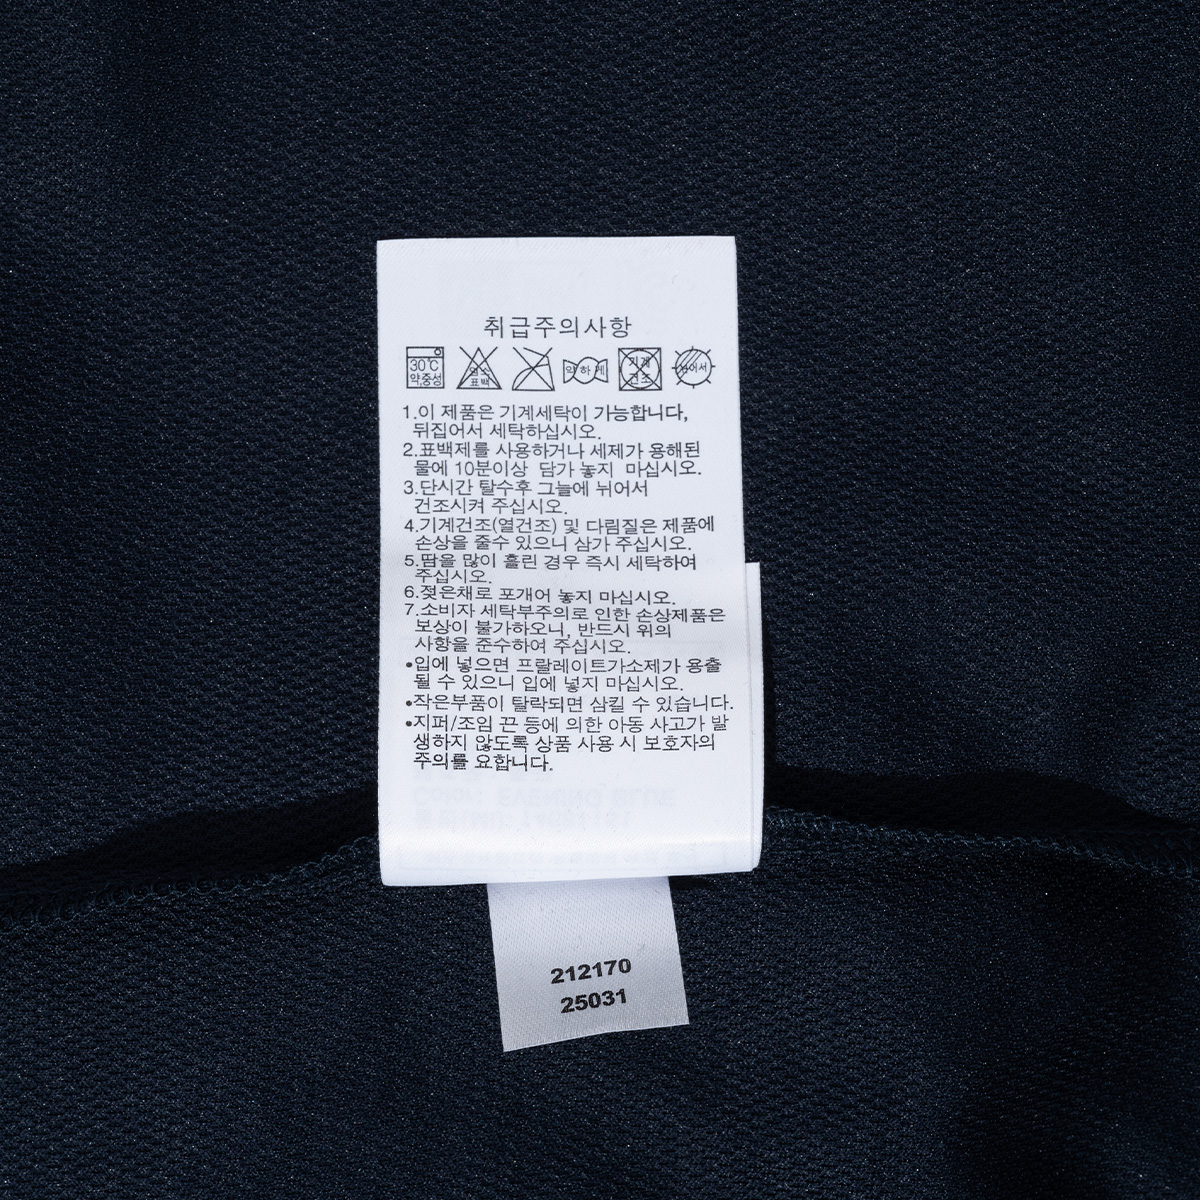 취급주의사항
30℃
약,중성
염소
표백
약하게
기계
건조
뉘어서
1.이 제품은 기계세탁이 가능합니다,
뒤집어서 세탁하십시오.
2.표백제를 사용하거나 세제가 용해된
물에 10분이상 담가 놓지 마십시오.
3.단시간 탈수후 그늘에 뉘어서
건조시켜 주십시오.
4.기계건조(열건조) 및 다림질은 제품에
손상을 줄수 있으니 삼가 주십시오.
5.땀을 많이 흘린 경우 즉시 세탁하여
주십시오.
6.젖은채로 포개어 놓지 마십시오.
7.소비자 세탁부주의로 인한 손상제품은
보상이 불가하오니, 반드시 위의
사항을 준수하여 주십시오.
•입에 넣으면 프탈레이트가소제가 용출
될 수 있으니 입에 넣지 마십시오.
•작은부품이 탈락되면 삼킬 수 있습니다.
•지퍼/조임 끈 등에 의한 아동 사고가 발
생하지 않도록 상품 사용 시 보호자의
주의를 요합니다.
212170
25031